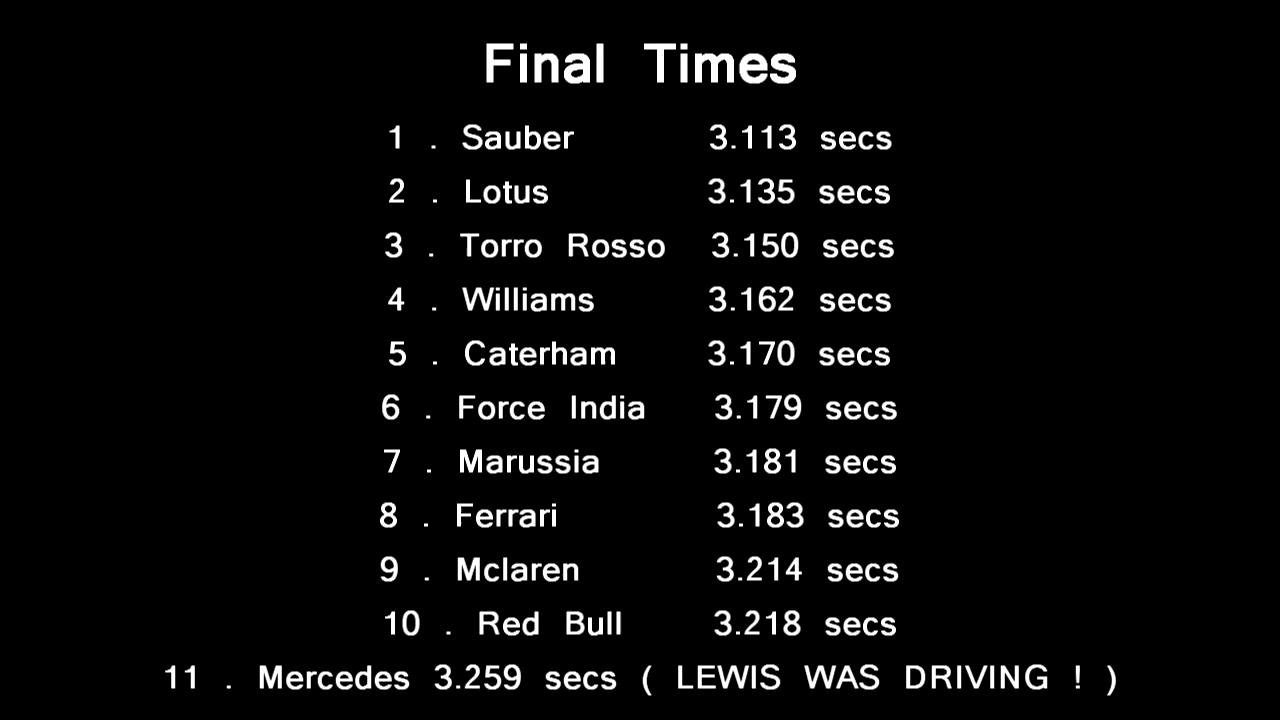 Final Times
1 . Sauber 3.113 secs
2 . Lotus 3.135 secs
3 . Torro Rosso 3.150 secs
4 . Williams 3.162 secs
5 . Caterham 3.170 secs
6 . Force India 3.179 secs
7 . Marussia 3.181 secs
8 . Ferrari 3.183 secs
9 . Mclaren 3.214 secs
10 . Red Bull 3.218 secs
11 . Mercedes 3.259 secs ( LEWIS WAS DRIVING ! )